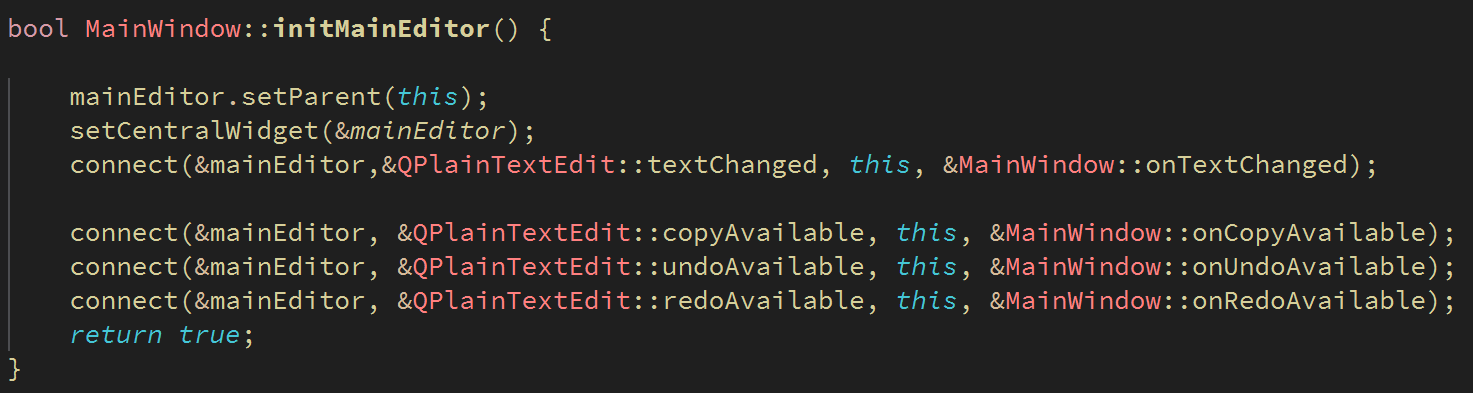 bool MainWindow::initMainEditor() {
mainEditor.setParent(this);
setCentralWidget(&mainEditor);
connect(&mainEditor,&QPlainTextEdit::textChanged, this, &MainWindow::onTextChanged);
connect(&mainEditor, &QPlainTextEdit::copyAvailable, this, &MainWindow::onCopyAvailable);
connect(&mainEditor, &QPlainTextEdit::undoAvailable, this, &MainWindow::onUndoAvailable);
connect(&mainEditor, &QPlainTextEdit::redoAvailable, this, &MainWindow::onRedoAvailable);
return true;
}